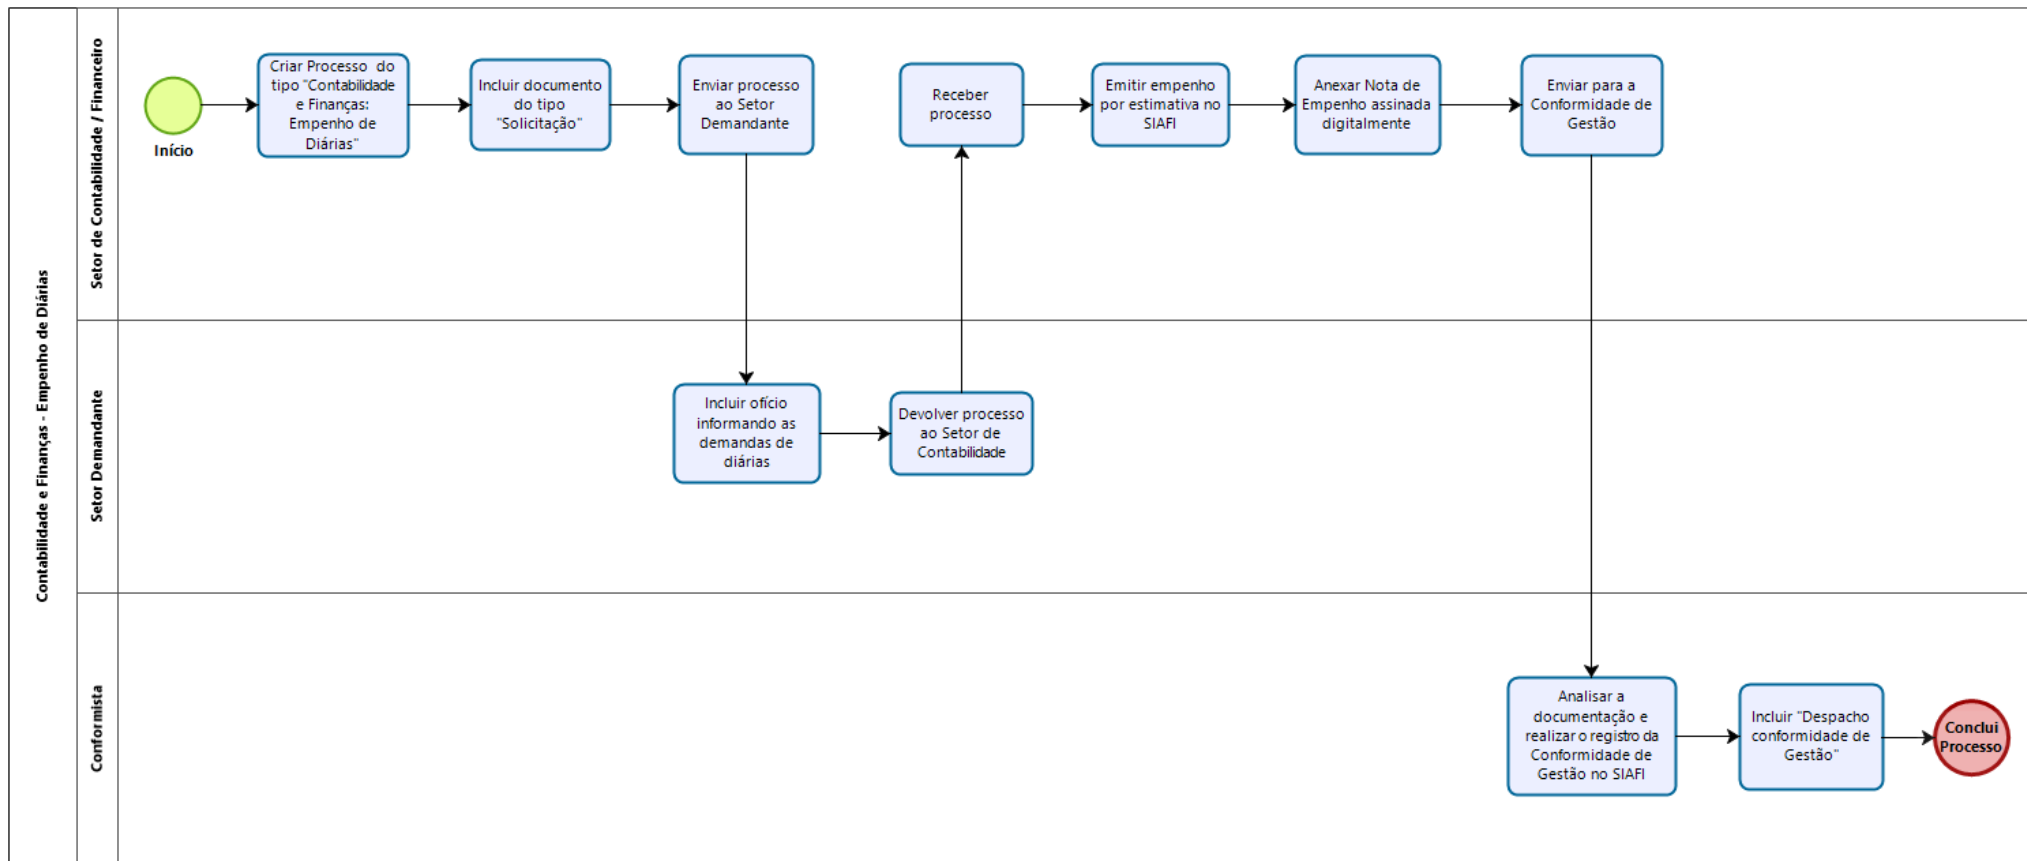 Contabilidade e Finanças - Empenho de Diárias
Setor de Contabilidade / Financeiro
Início
Criar Processo do
tipo "Contabilidade
e Finanças:
Empenho de
Diárias"
Incluir documento
do tipo
"Solicitação"
Enviar processo
ao Setor
Demandante
Receber
processo
Emitir empenho
por estimativa no
SIAFI
Anexar Nota de
Empenho assinada
digitalmente
Enviar para a
Conformidade de
Gestão
Setor Demandante
Incluir ofício
informando as
demandas de
diárias
Devolver processo
ao Setor de
Contabilidade
Conformista
Analisar a
documentação e
realizar o registro da
Conformidade de
Gestão no SIAFI
Incluir "Despacho
conformidade de
Gestão"
Conclui
Processo